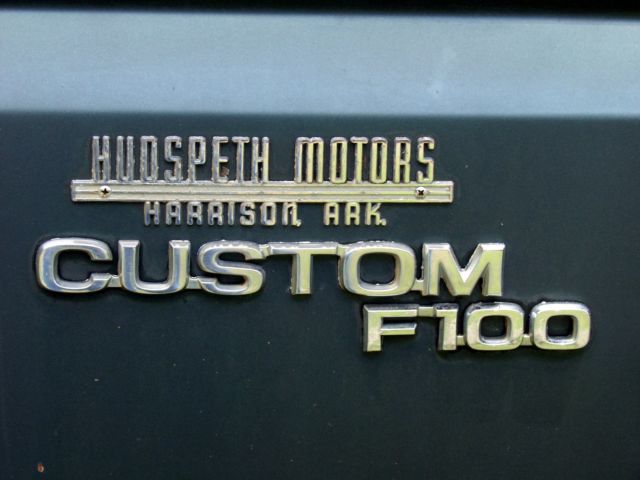 HUDSPETH MOTORS
HARRISON, ARK.
CUSTOM
F100